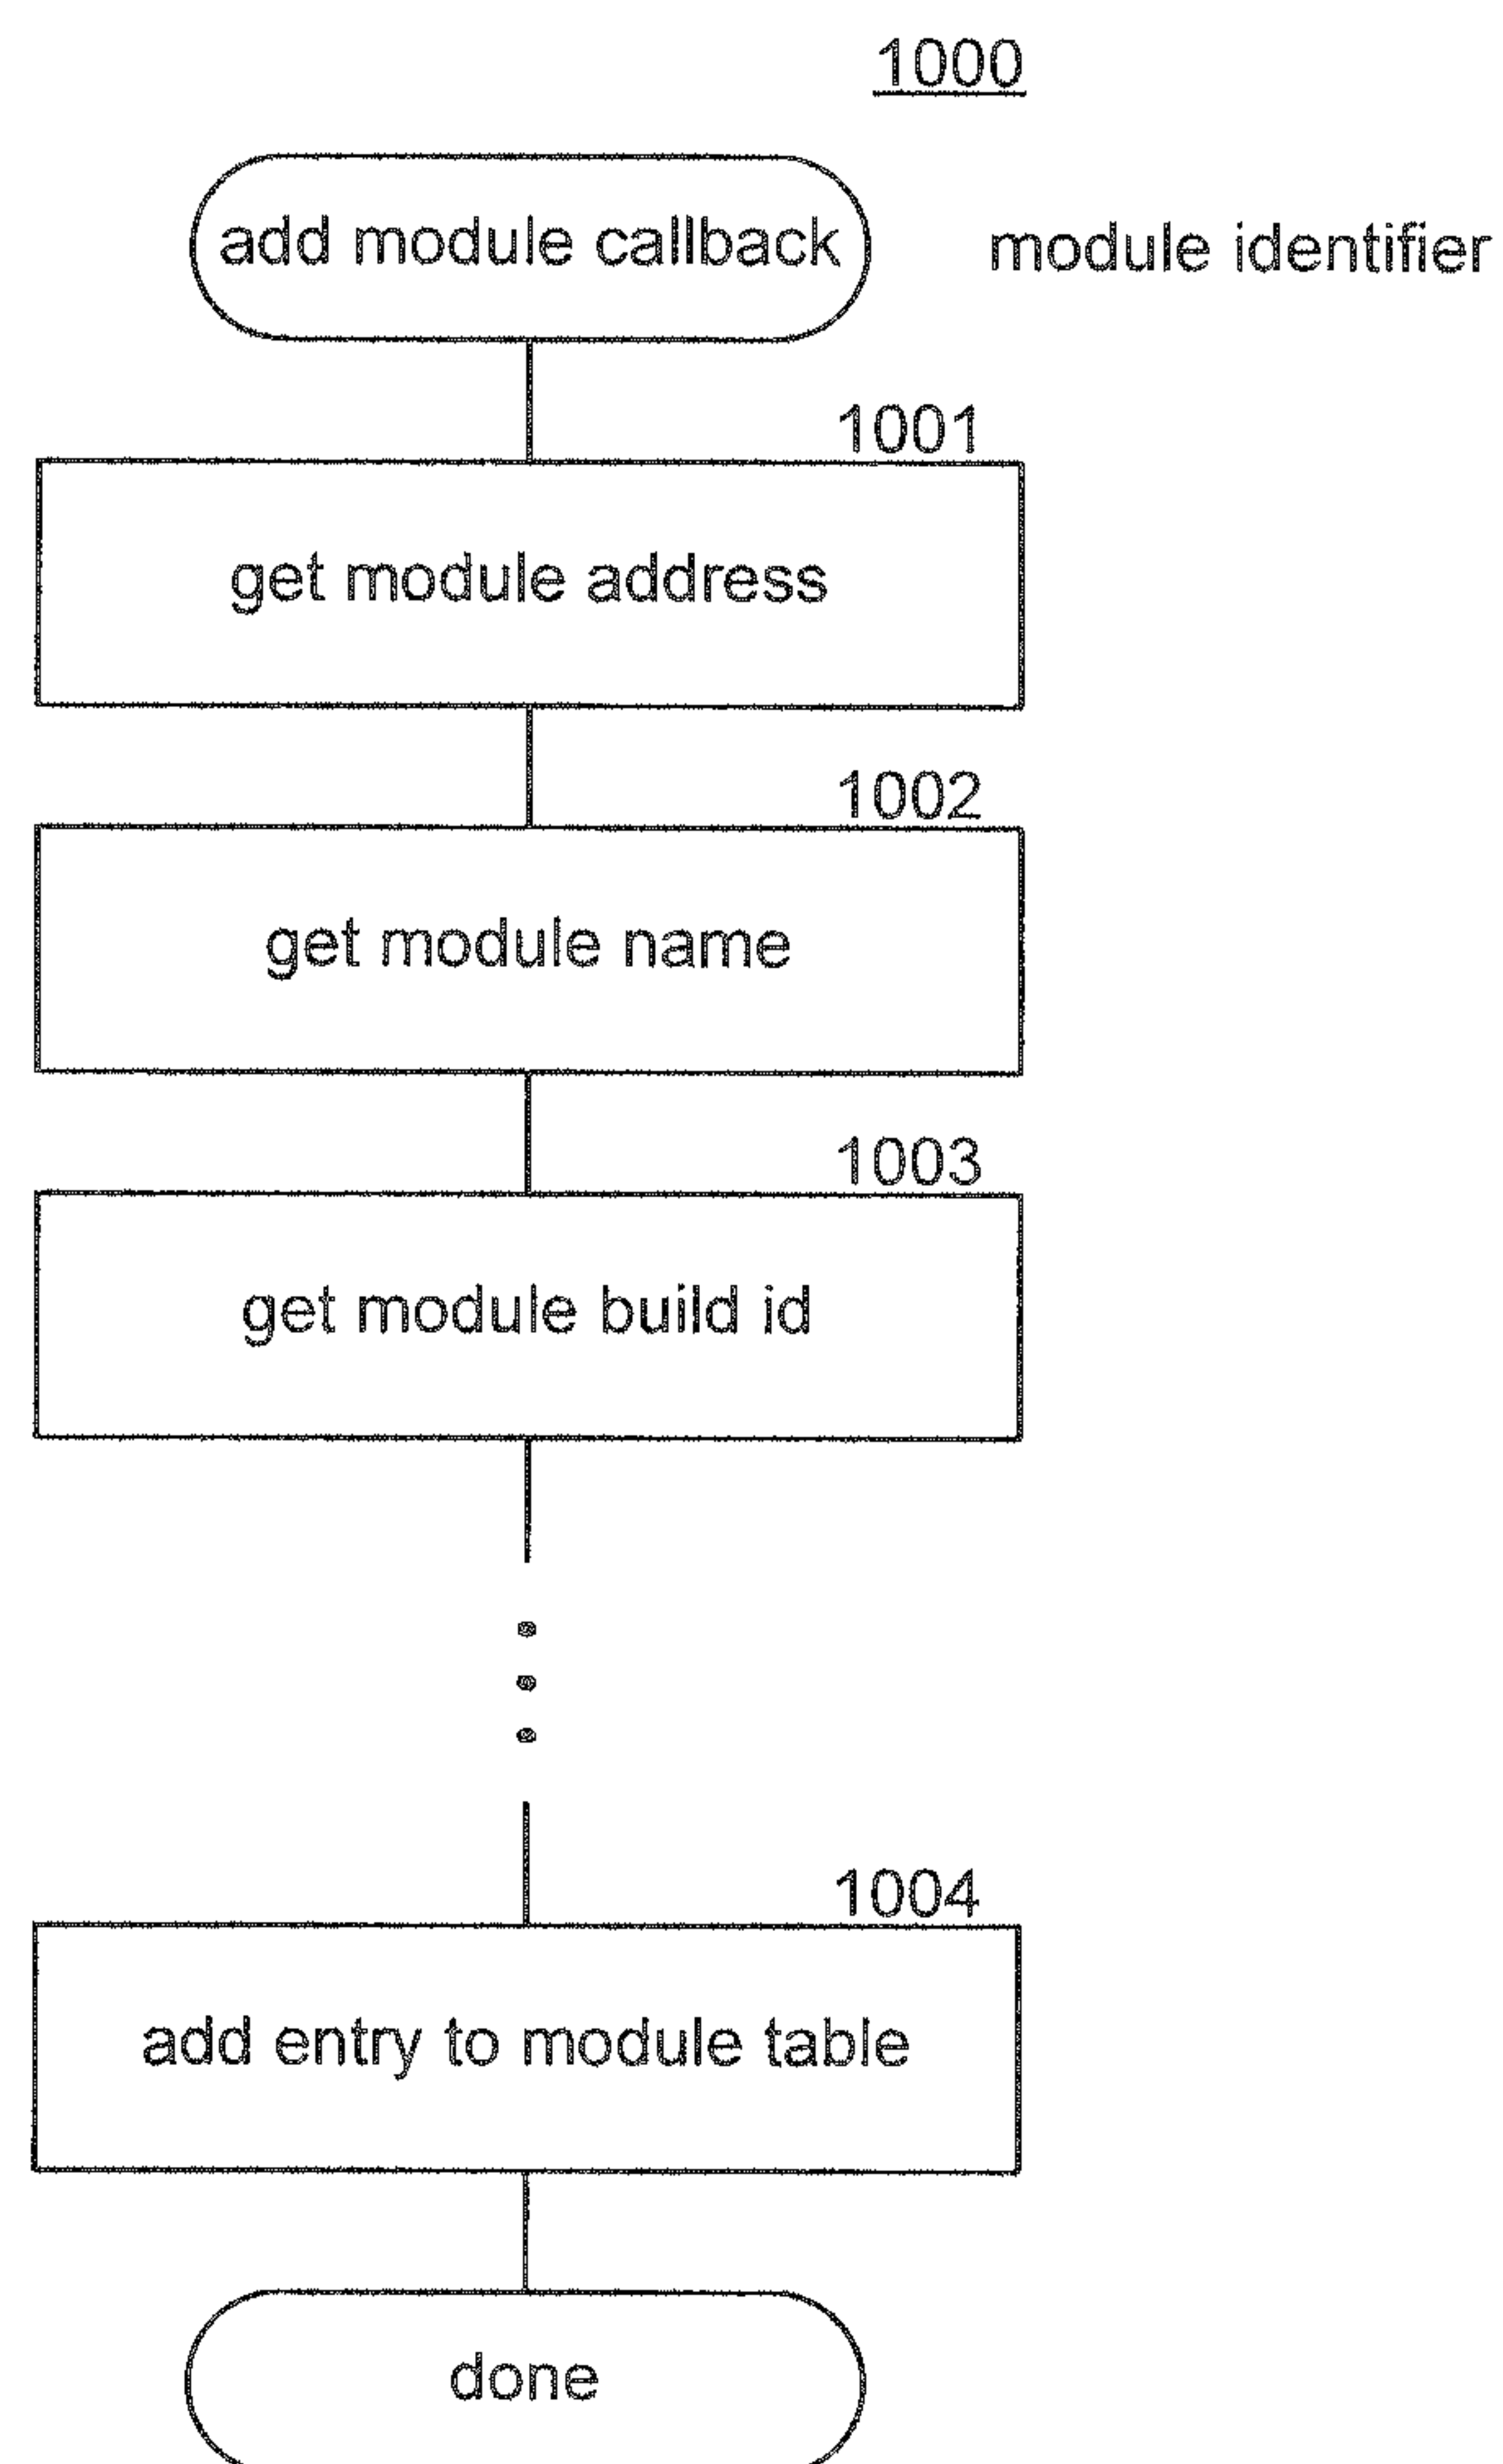 1000
add module callback
module identifier
1001
get module address
1002
get module name
1003
get module build id
1004
add entry to module table
done